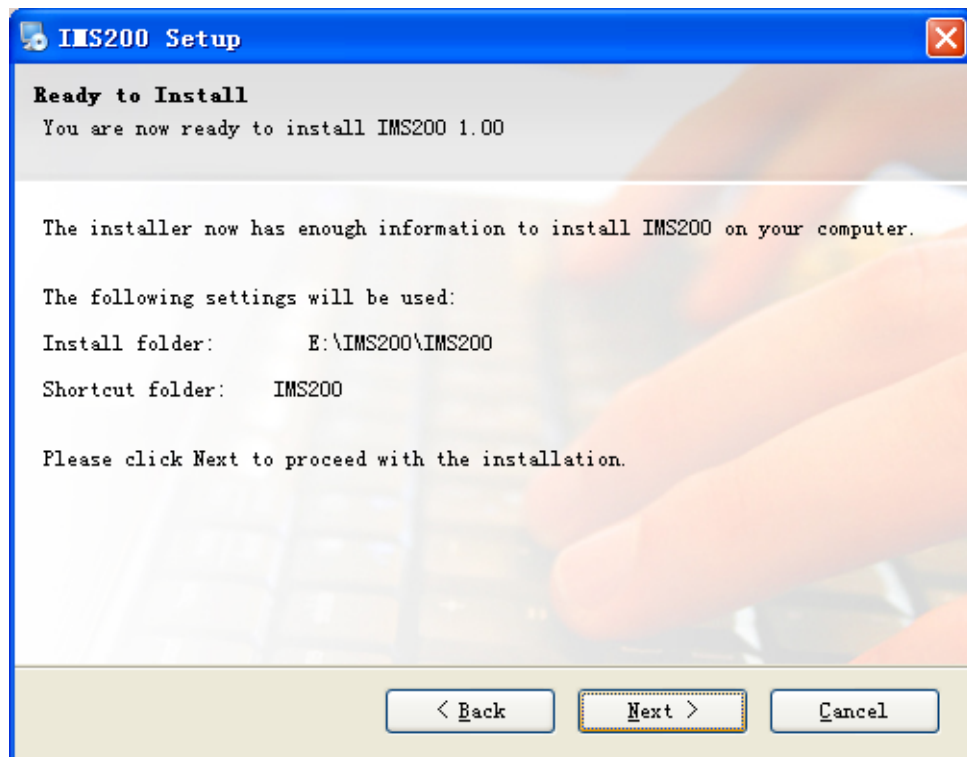 IMS200 Setup
Ready to Install
You are now ready to install IMS200 1.00
The installer now has enough information to install IMS200 on your computer.
The following settings will be used:
Install folder: E:\IMS200\IMS200
Shortcut folder: IMS200
Please click Next to proceed with the installation.
< Back Next > Cancel